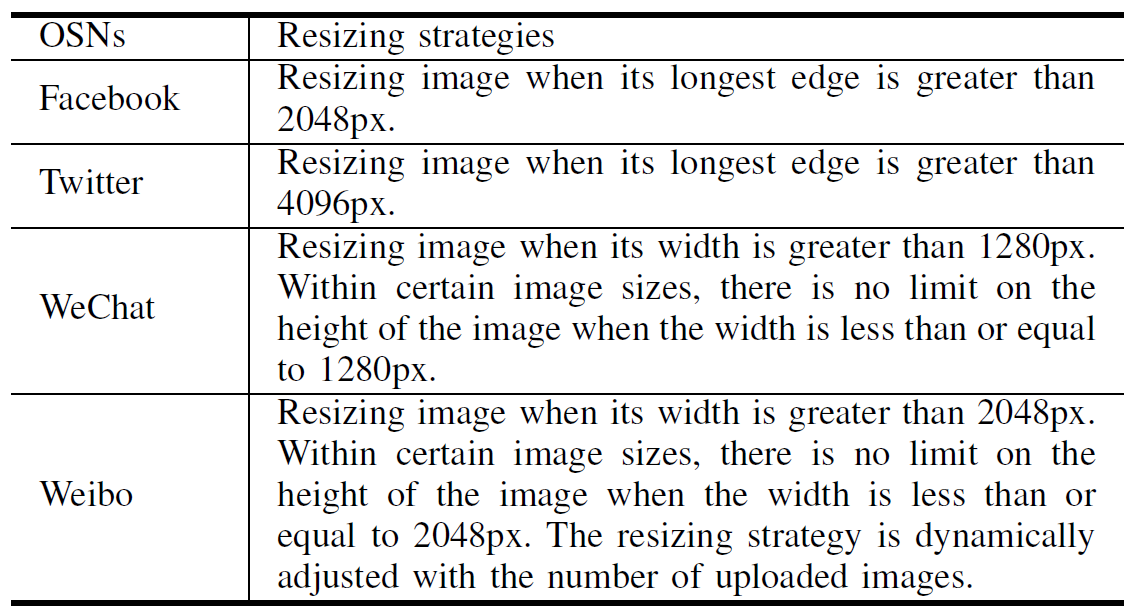 OSNs Resizing strategies
Facebook Resizing image when its longest edge is greater than
2048px.
Twitter Resizing image when its longest edge is greater than
4096px.
WeChat Resizing image when its width is greater than 1280px.
Within certain image sizes, there is no limit on the
height of the image when the width is less than or equal
to 1280px.
Weibo Resizing image when its width is greater than 2048px.
Within certain image sizes, there is no limit on the
height of the image when the width is less than or
equal to 2048px. The resizing strategy is dynamically
adjusted with the number of uploaded images.